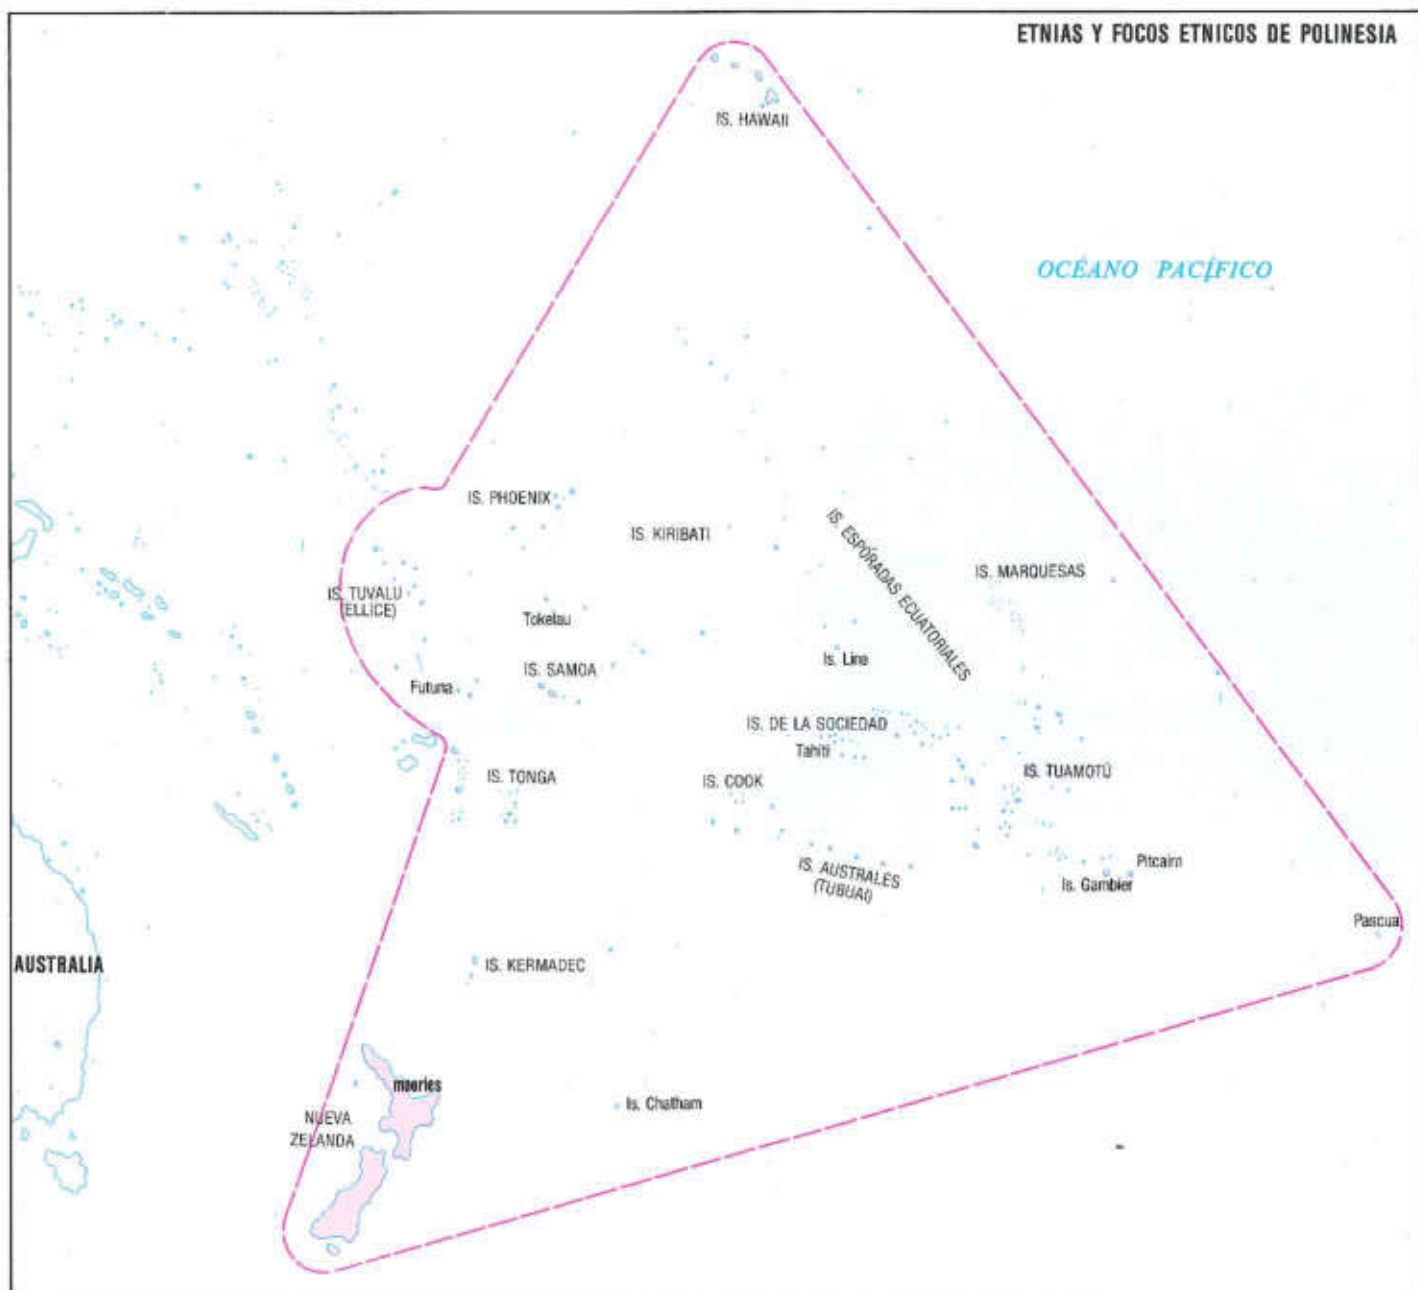 ETNIAS Y FOCOS ETNICOS DE POLINESIA
IS. HAWAII
OCÉANO PACÍFICO
IS. PHOENIX
IS. KIRIBATI
IS. ESPÓRADAS ECUATORIALES
IS. MARQUESAS
IS. TUVALU
(ELLICE)
Tokelau
Is. Line
IS. SAMOA
Futuna
IS. DE LA SOCIEDAD
Tahiti
IS. TONGA
IS. COOK
IS. TUAMOTÚ
IS. AUSTRALES
(TUBUAI)
Pitcairn
Is. Gambier
Pascua
AUSTRALIA
IS. KERMADEC
maories
Is. Chatham
NUEVA
ZELANDA